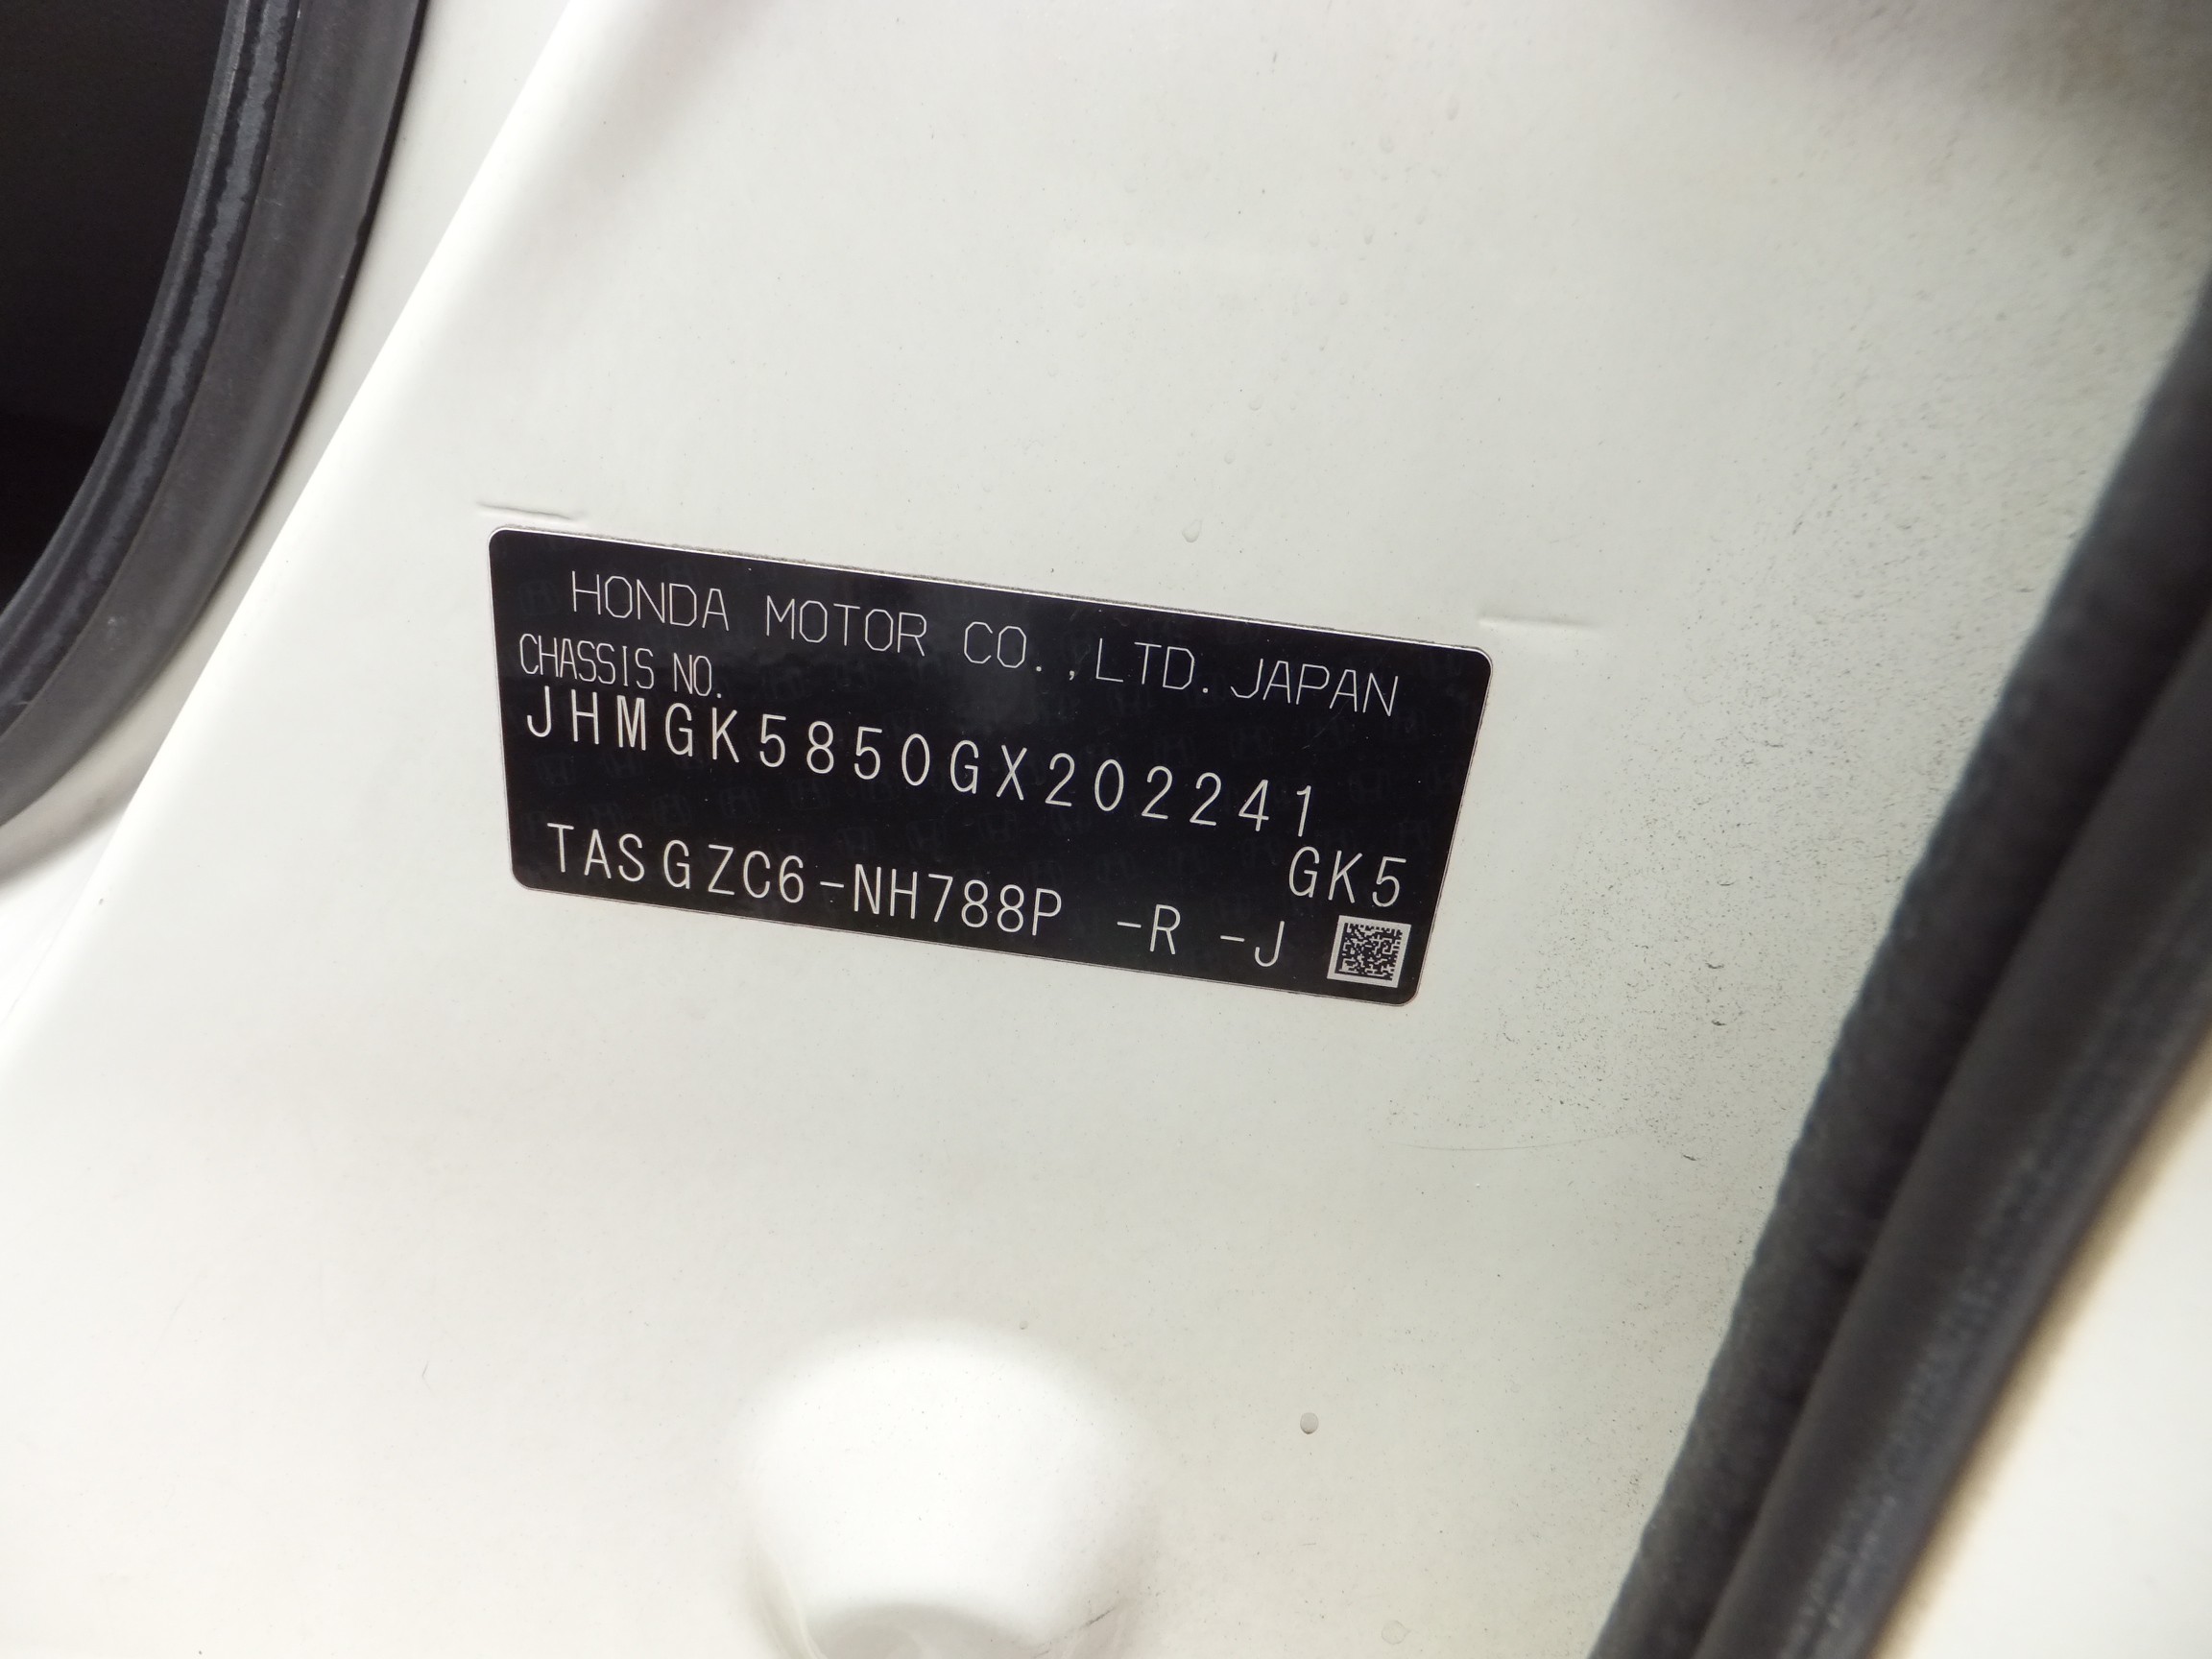 HONDA MOTOR CO.,LTD. JAPAN
CHASSIS NO.
JHMGK5850GX202241
GK5
TASGZC6-NH788P -R -J